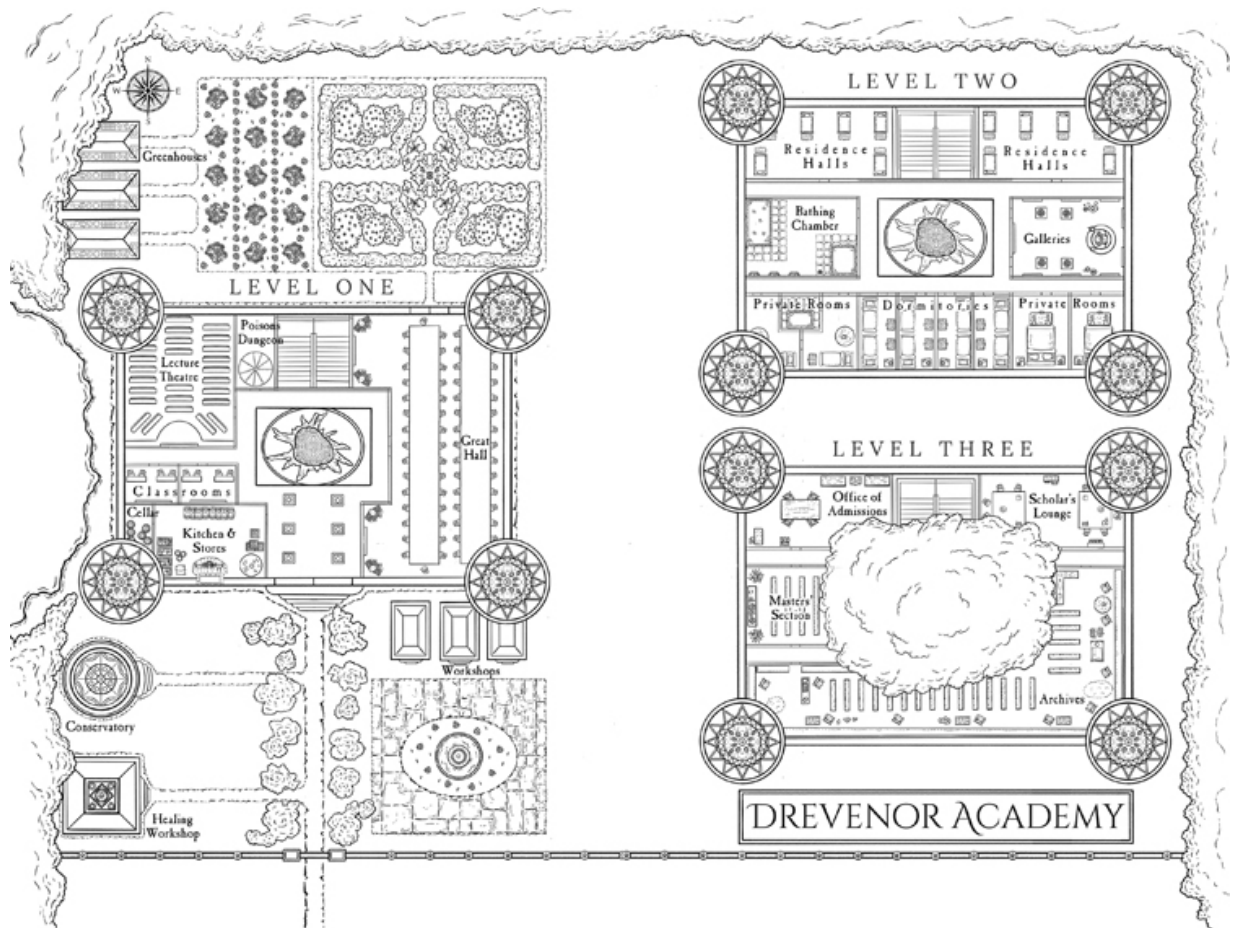 N
W
E
Greenhouses
LEVEL ONE
Poisons
Dungeon
Lecture
Theatre
Great
Hall
Classrooms
Cellar
Kitchen &
Stores
Workshops
Conservatory
Healing
Workshop
LEVEL TWO
Residence
Halls
Residence
Halls
Bathing
Chamber
Galleries
Private Rooms
Dormitories
Private Rooms
LEVEL THREE
Office of
Admissions
Scholar's
Lounge
Masters'
Section
Archives
DREVENOR ACADEMY